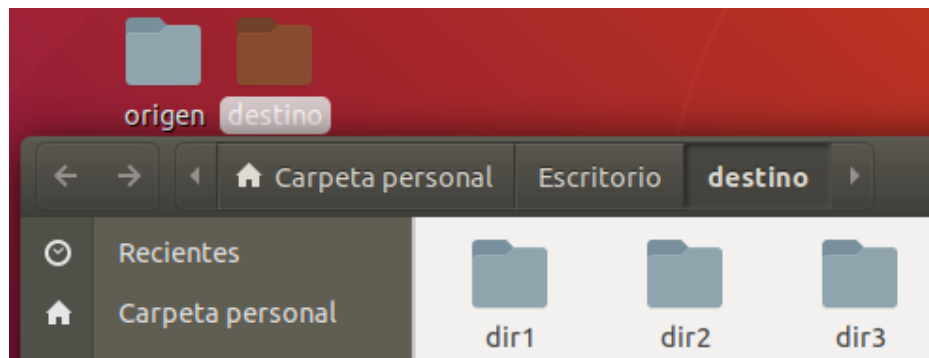 origen destino
Carpeta personal Escritorio destino
Recientes
Carpeta personal
dir1 dir2 dir3